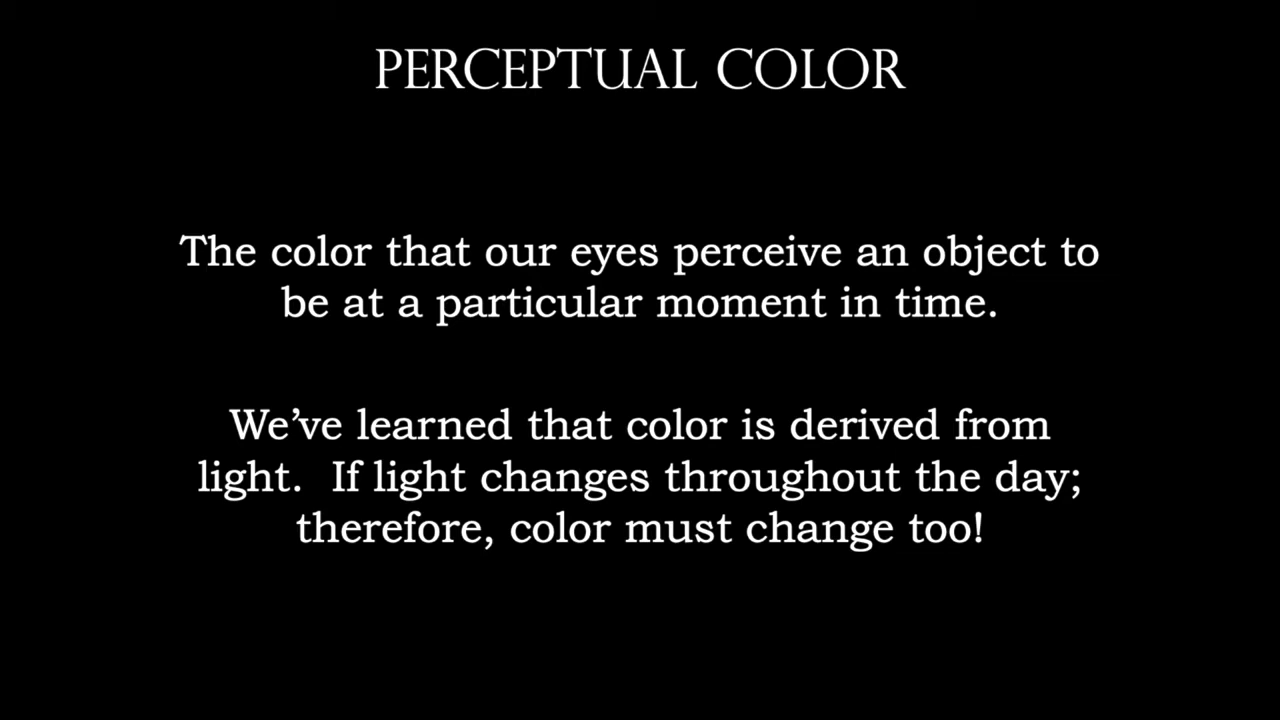 PERCEPTUAL COLOR
The color that our eyes perceive an object to
be at a particular moment in time.
We’ve learned that color is derived from
light.  If light changes throughout the day;
therefore, color must change too!